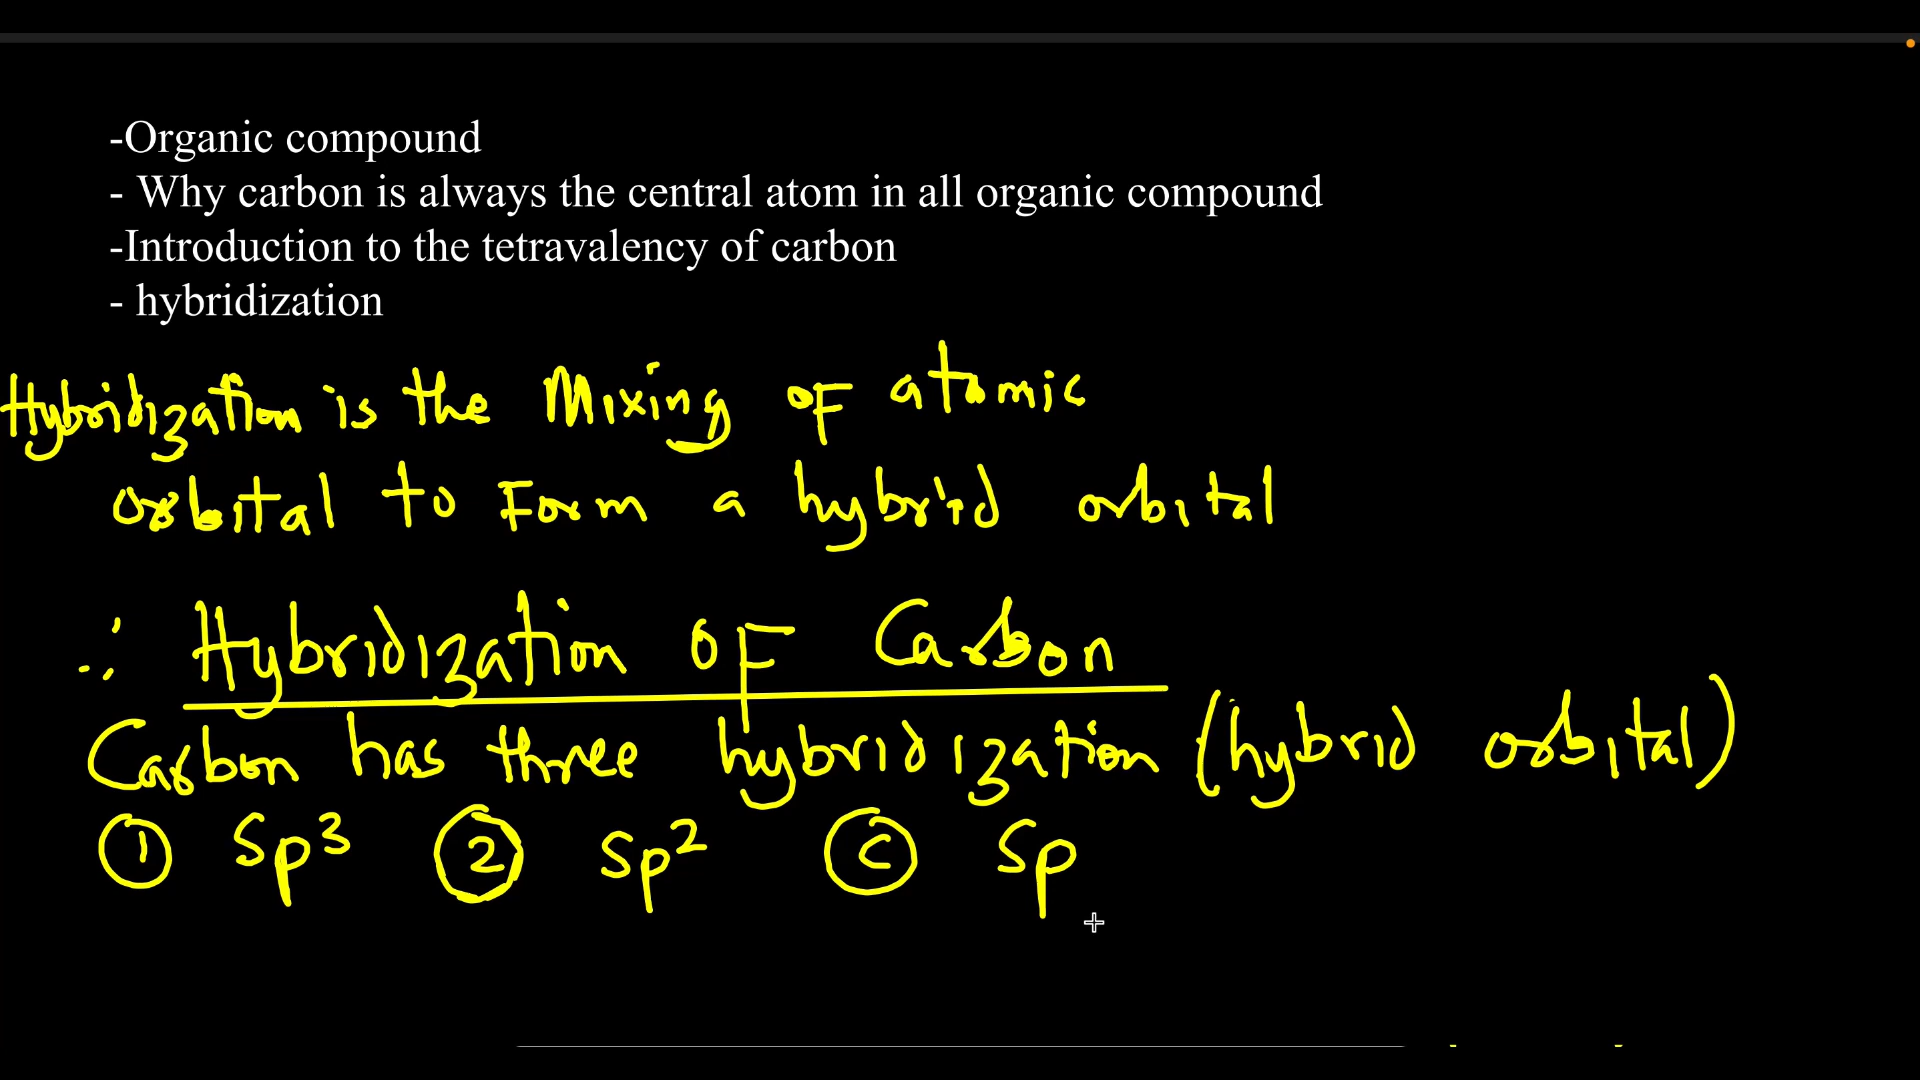 -Organic compound
- Why carbon is always the central atom in all organic compound
-Introduction to the tetravalency of carbon
- hybridization
Hybridization is the Mixing of atomic
orbital to Form a hybrid orbital
∴ Hybridization of Carbon
Carbon has three hybridization (hybrid orbital)
① Sp³ ② Sp² Ⓒ Sp